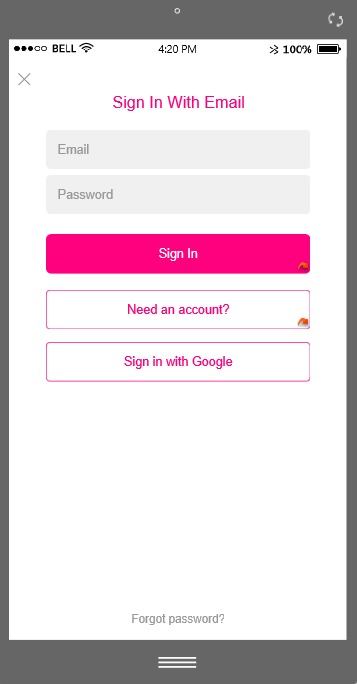 BELL 4:20 PM 100%
Sign In With Email
Email
Password
Sign In
Need an account?
Sign in with Google
Forgot password?